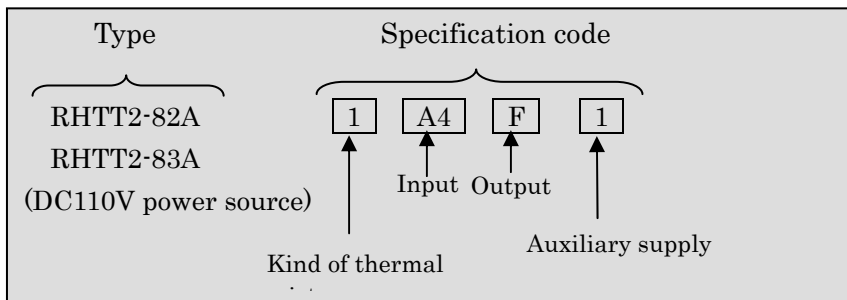 Type Specification code
RHTT2-82A 1 A4 F 1
RHTT2-83A
(DC110V power source)
Input Output
Auxiliary supply
Kind of thermal